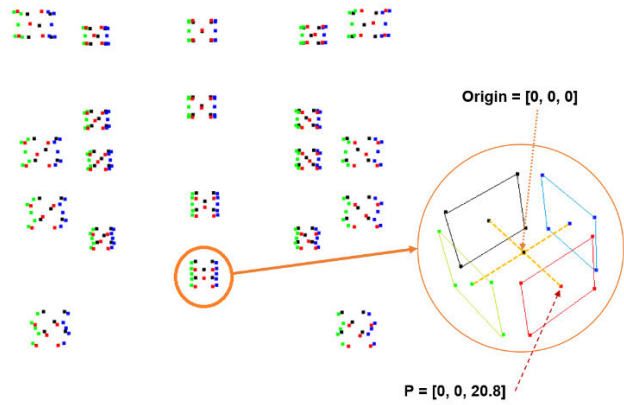 Origin = [0, 0, 0]
P = [0, 0, 20.8]